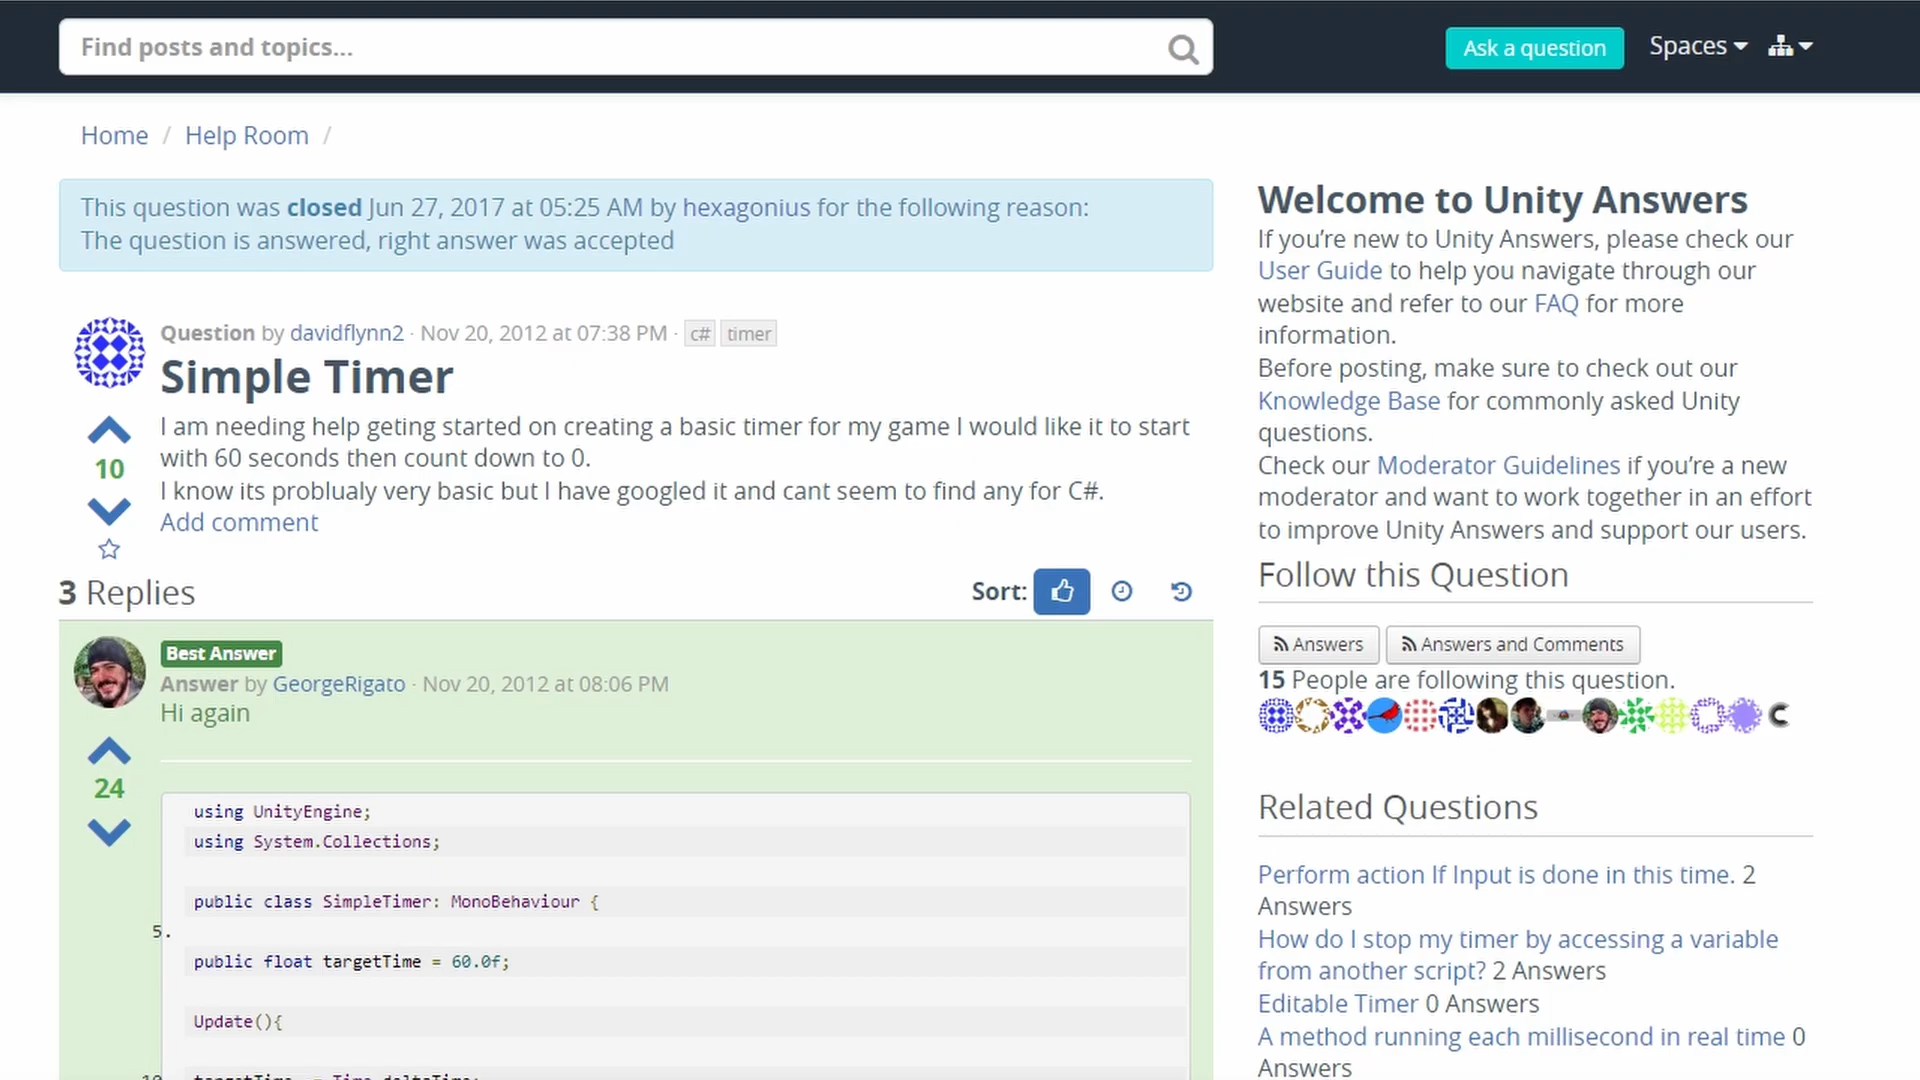 Find posts and topics...
Ask a question
Spaces
Home / Help Room /
This question was closed Jun 27, 2017 at 05:25 AM by hexagonius for the following reason:
The question is answered, right answer was accepted
Question by davidflynn2 · Nov 20, 2012 at 07:38 PM · c# timer
Simple Timer
I am needing help geting started on creating a basic timer for my game I would like it to start
with 60 seconds then count down to 0.
I know its problualy very basic but I have googled it and cant seem to find any for C#.
Add comment
10
3 Replies
Sort:
Best Answer
Answer by GeorgeRigato · Nov 20, 2012 at 08:06 PM
Hi again
24
using UnityEngine;
using System.Collections;
public class SimpleTimer: MonoBehaviour {
5.
public float targetTime = 60.0f;
Update(){
10
targetTime -= Time.deltaTime;
Welcome to Unity Answers
If you’re new to Unity Answers, please check our
User Guide to help you navigate through our
website and refer to our FAQ for more
information.
Before posting, make sure to check out our
Knowledge Base for commonly asked Unity
questions.
Check our Moderator Guidelines if you’re a new
moderator and want to work together in an effort
to improve Unity Answers and support our users.
Follow this Question
Answers
Answers and Comments
15 People are following this question.
Related Questions
Perform action If Input is done in this time. 2
Answers
How do I stop my timer by accessing a variable
from another script? 2 Answers
Editable Timer 0 Answers
A method running each millisecond in real time 0
Answers